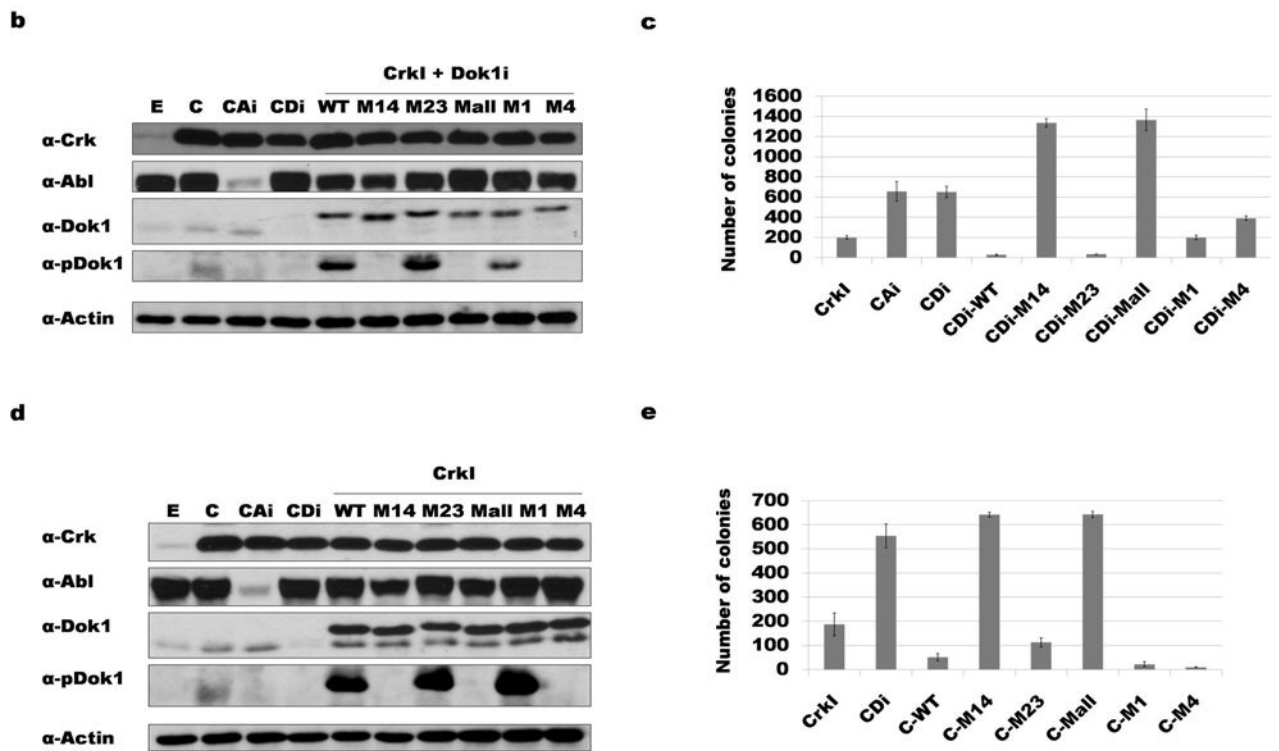 b
CrkI + Dok1i
E C CAi CDi WT M14 M23 Mall M1 M4
α-Crk
α-Abl
α-Dok1
α-pDok1
α-Actin
c
Number of colonies
1600
1400
1200
1000
800
600
400
200
0
CrkI
CAi
CDi
CDi-WT
CDi-M14
CDi-M23
CDi-Mall
CDi-M1
CDi-M4
d
CrkI
E C CAi CDi WT M14 M23 Mall M1 M4
α-Crk
α-Abl
α-Dok1
α-pDok1
α-Actin
e
Number of colonies
700
600
500
400
300
200
100
0
CrkI
CDi
C-WT
C-M14
C-M23
C-Mall
C-M1
C-M4